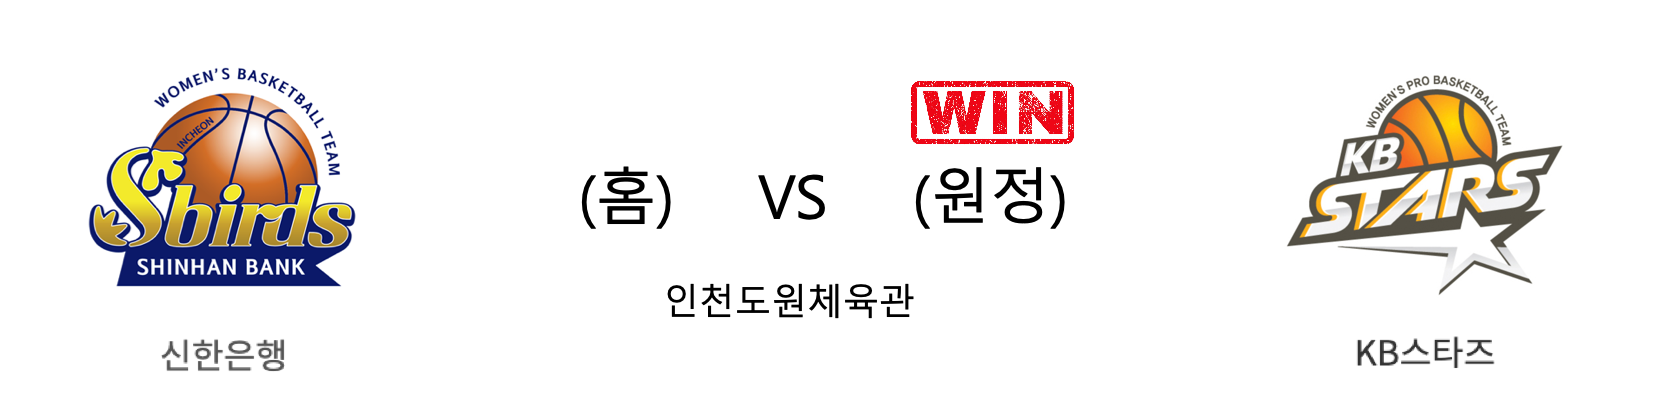 WOMEN'S BASKETBALL TEAM
INCHEON
Sbirds
SHINHAN BANK
신한은행
(홈) VS (원정)
WIN
인천도원체육관
WOMEN'S PRO BASKETBALL TEAM
KB
STARS
KB스타즈